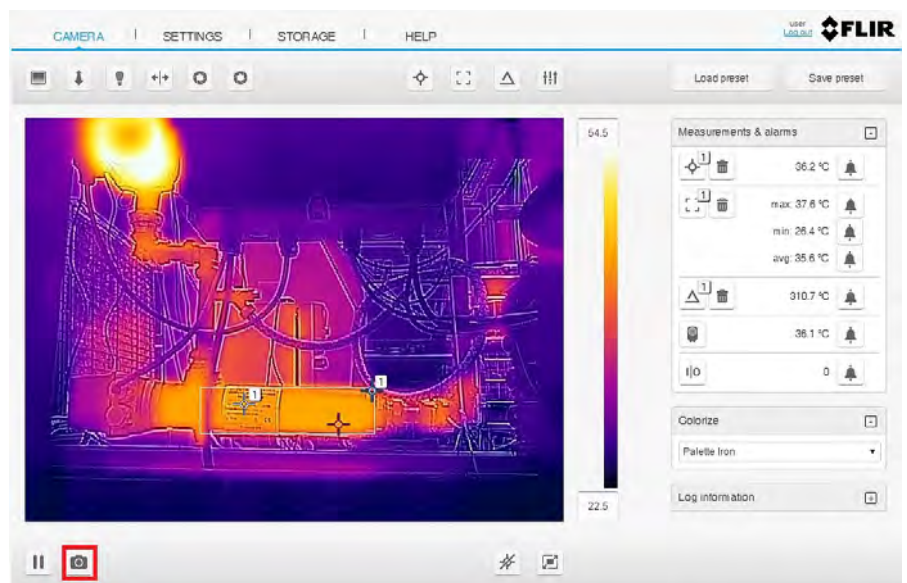 CAMERA | SETTINGS | STORAGE | HELP
user
Log out
FLIR
Load preset
Save preset
54.5
22.5
Measurements & alarms
1
36.2 °C
1
max: 37.6 °C
min: 26.4 °C
avg: 35.6 °C
1
310.7 °C
36.1 °C
I|O
0
Colorize
Palette Iron
Log information
1
1